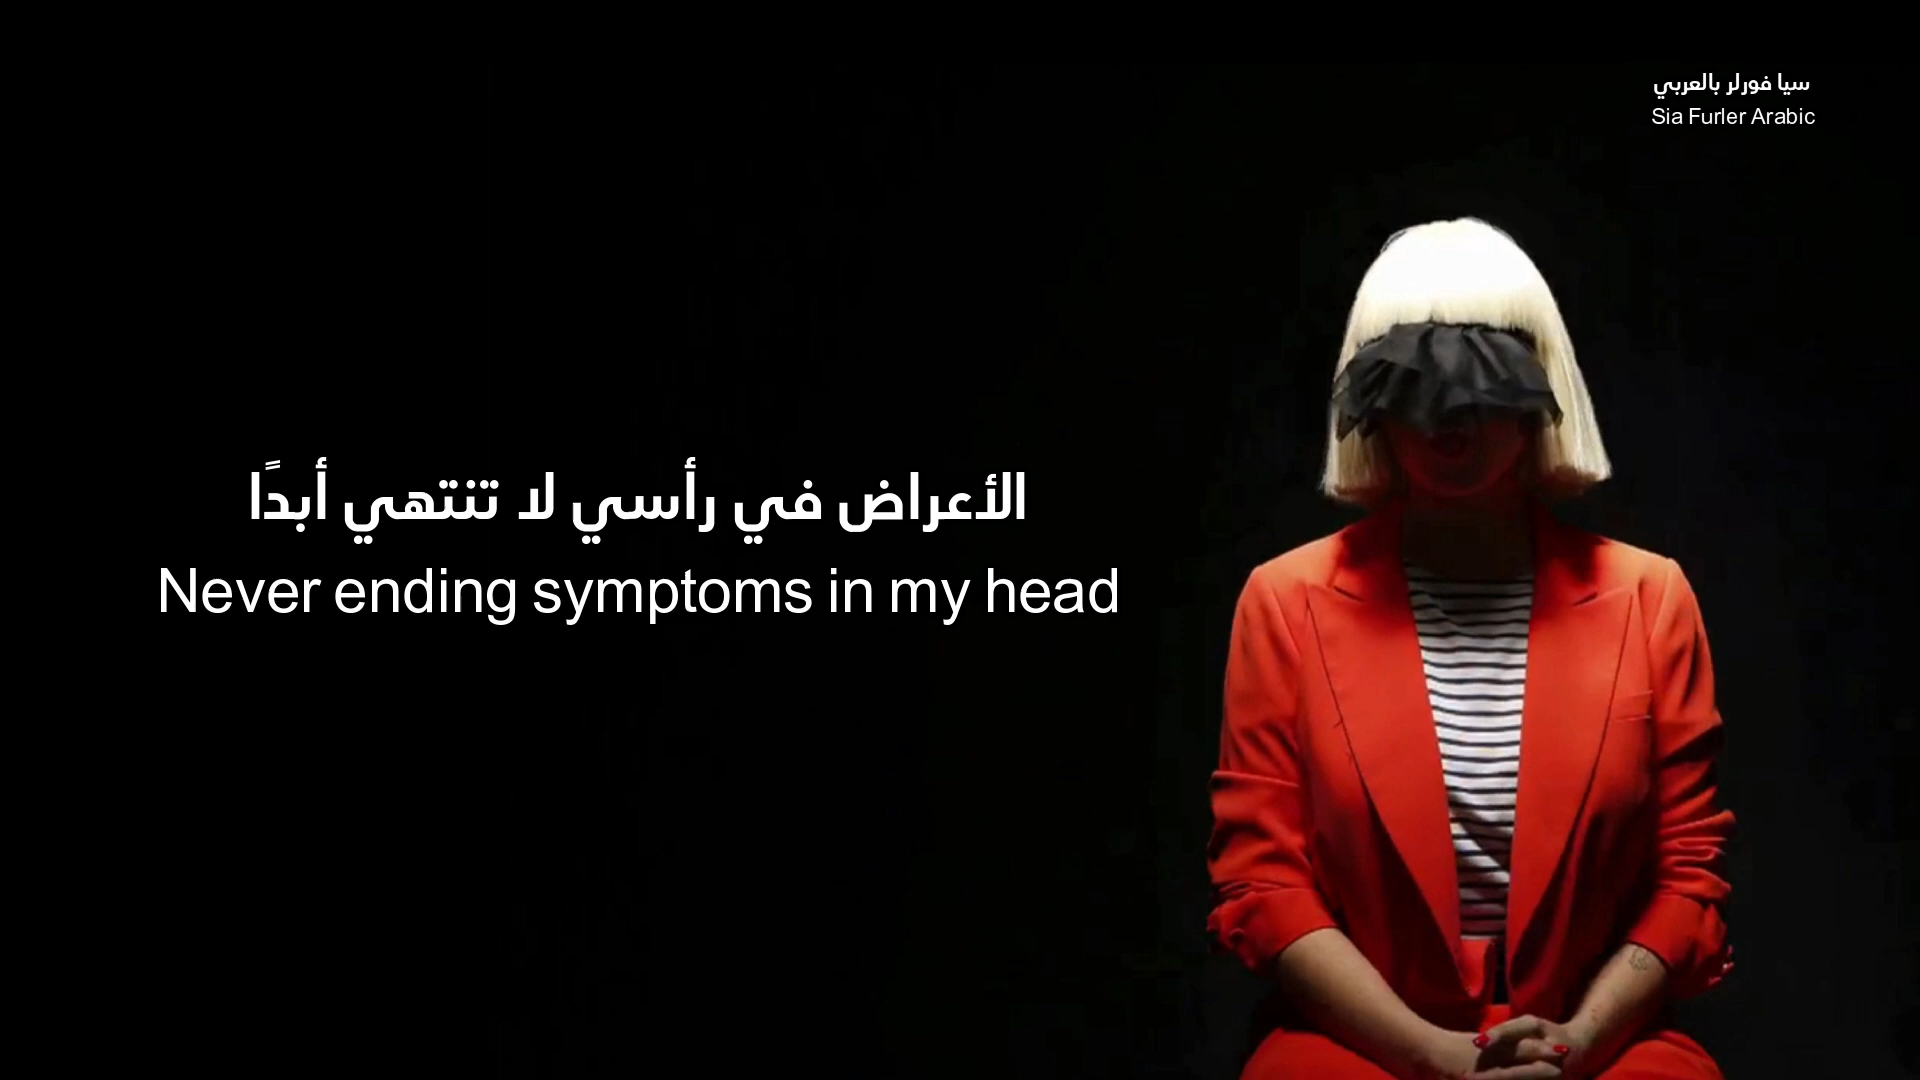 سيا فورلر بالعربي
Sia Furler Arabic
الأعراض في رأسي لا تنتهي أبدًا
Never ending symptoms in my head